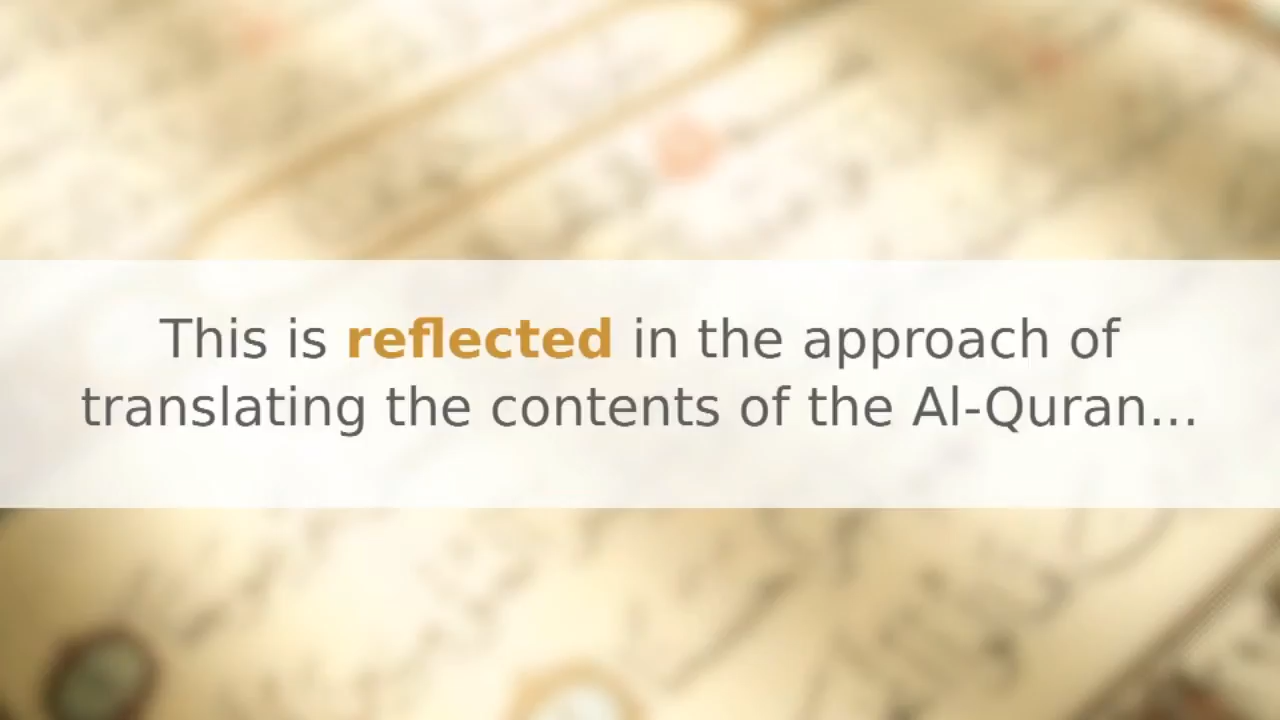 This is reflected in the approach of
translating the contents of the Al-Quran...